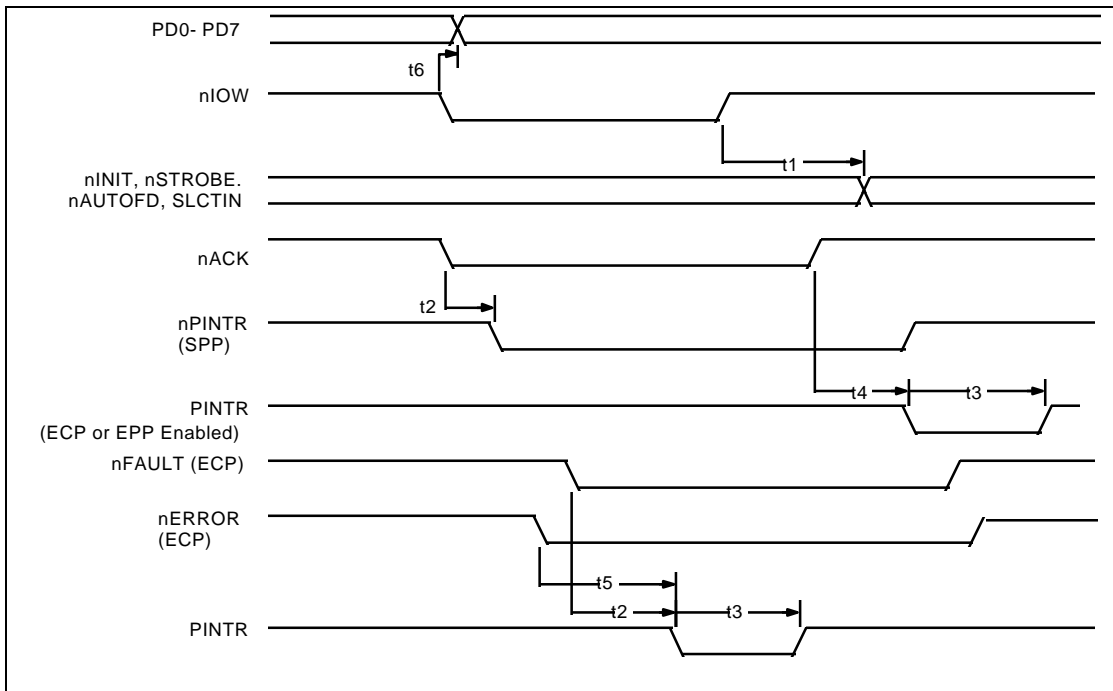 PD0- PD7
t6
nIOW
t1
nINIT, nSTROBE.
nAUTOFD, SLCTIN
nACK
t2
nPINTR
(SPP)
t4
t3
PINTR
(ECP or EPP Enabled)
nFAULT (ECP)
nERROR
(ECP)
t5
t2
t3
PINTR